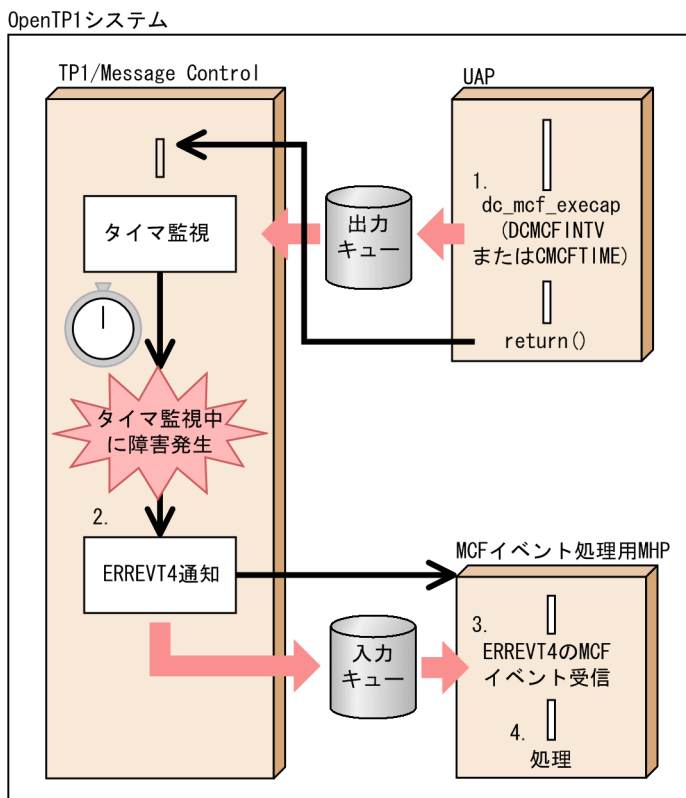 OpenTP1システム
TP1/Message Control
UAP
1.
dc_mcf_execap
(DCMCFINTV
またはCMCFTIME)
return()
出力
キュー
タイマ監視
タイマ監視中
に障害発生
2.
ERREVT4通知
入力
キュー
MCFイベント処理用MHP
3.
ERREVT4のMCF
イベント受信
4.
処理